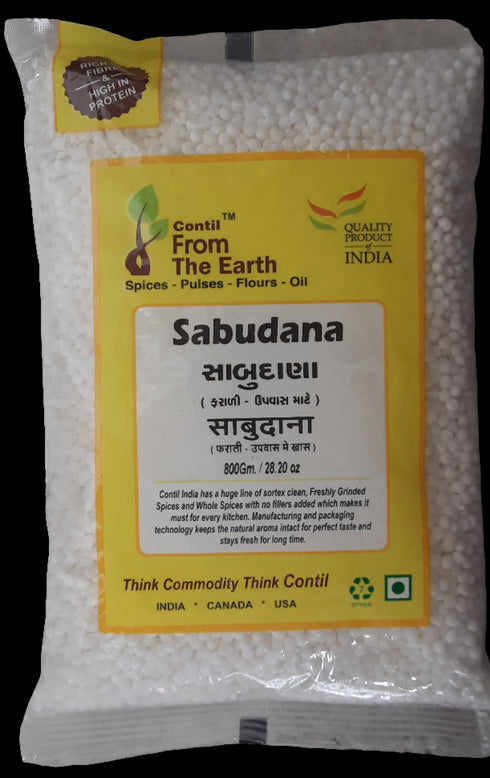 RICH IN
FIBRE
&
HIGH IN
PROTEIN
Contil™
From
The Earth
Spices - Pulses - Flours - Oil
QUALITY
PRODUCT
of
INDIA
Sabudana
સાબુદાણા
( ફરાળી - ઉપવાસ માટે )
साबुदाना
( फराली - उपवास मे खास )
800Gm. / 28.20 oz
Contil India has a huge line of sortex clean, Freshly Grinded
Spices and Whole Spices with no fillers added which makes it
must for every kitchen. Manufacturing and packaging
technology keeps the natural aroma intact for perfect taste and
stays fresh for long time.
Think Commodity Think Contil
INDIA * CANADA * USA
7
OTHER